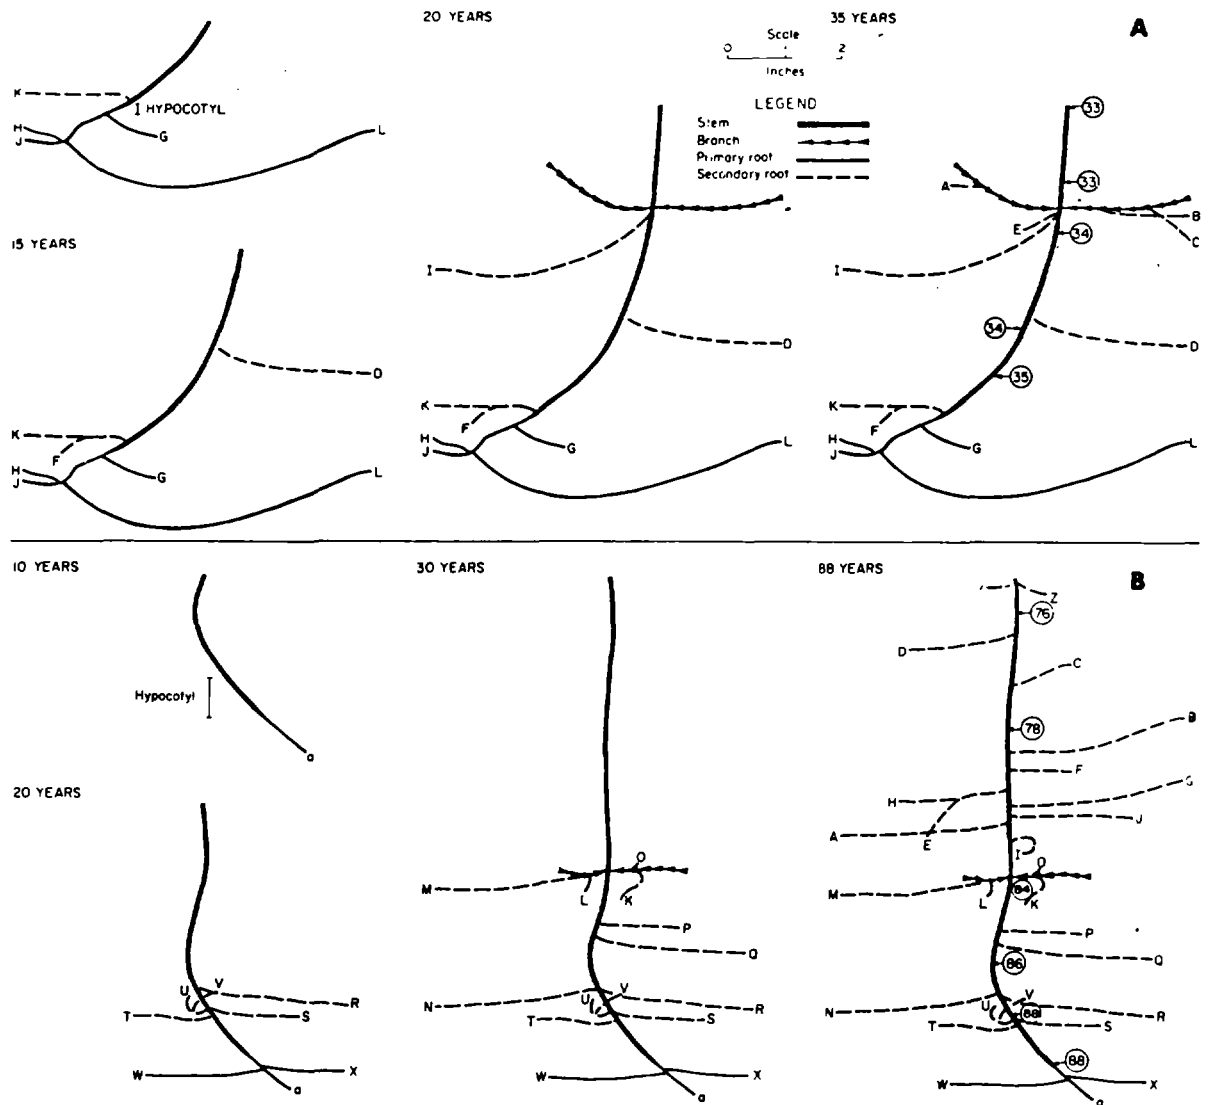 20 YEARS
35 YEARS
A
Scale
0 2
Inches
LEGEND
Stem
Branch
Primary root
Secondary root
K
HYPOCOTYL
H
J
G
L
15 YEARS
D
K
F
H
J
G
L
I
D
K
F
H
J
G
L
33
33
A
B
E
34
C
I
34
D
35
K
F
H
J
G
L
10 YEARS
30 YEARS
88 YEARS
B
Hypocotyl
a
20 YEARS
U
V
R
T
S
W
X
a
O
M
L
K
P
Q
N
U
V
R
T
S
W
X
a
Z
76
D
C
78
B
F
H
G
A
E
J
I
O
M
L
84
K
P
86
Q
N
U
V
88
R
T
S
88
W
X
a